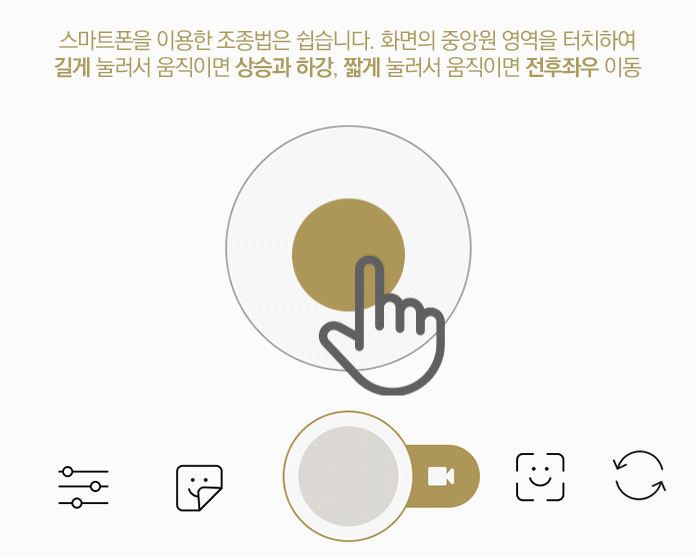 스마트폰을 이용한 조종법은 쉽습니다. 화면의 중앙원 영역을 터치하여
길게 눌러서 움직이면 상승과 하강, 짧게 눌러서 움직이면 전후좌우 이동